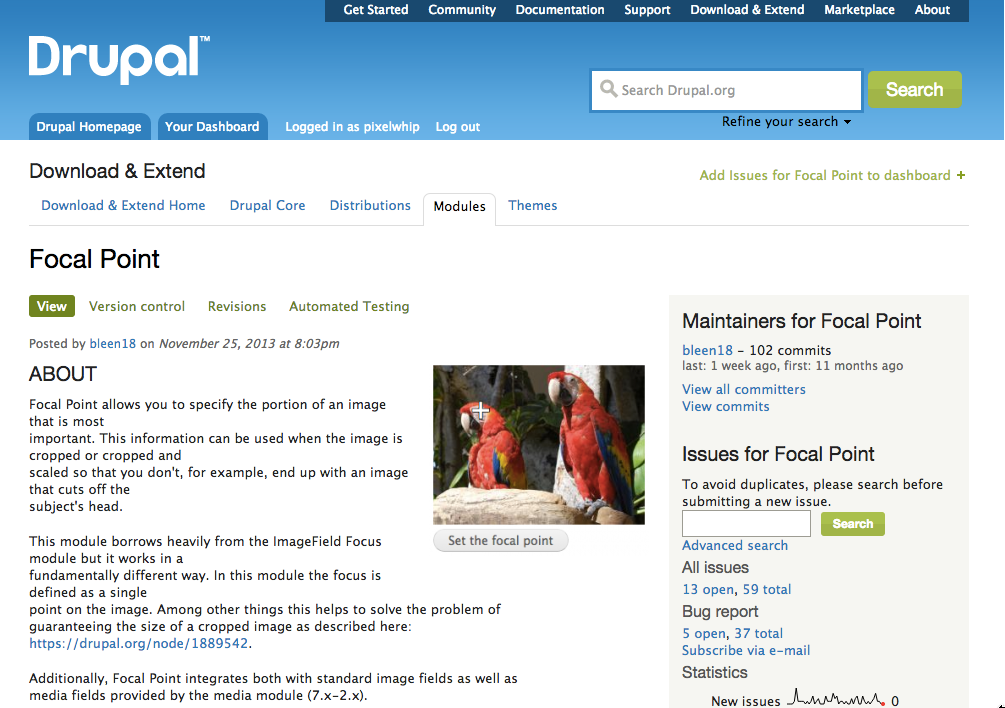 Get Started Community Documentation Support Download & Extend Marketplace About
Drupal™
Search Drupal.org Search
Refine your search
Drupal Homepage Your Dashboard Logged in as pixelwhip Log out
Download & Extend
Add Issues for Focal Point to dashboard +
Download & Extend Home Drupal Core Distributions Modules Themes
Focal Point
View Version control Revisions Automated Testing
Posted by bleen18 on November 25, 2013 at 8:03pm
ABOUT
Focal Point allows you to specify the portion of an image
that is most
important. This information can be used when the image is
cropped or cropped and
scaled so that you don't, for example, end up with an image
that cuts off the
subject's head.
Set the focal point
This module borrows heavily from the ImageField Focus
module but it works in a
fundamentally different way. In this module the focus is
defined as a single
point on the image. Among other things this helps to solve the problem of
guaranteeing the size of a cropped image as described here:
https://drupal.org/node/1889542.
Additionally, Focal Point integrates both with standard image fields as well as
media fields provided by the media module (7.x-2.x).
Maintainers for Focal Point
bleen18 – 102 commits
last: 1 week ago, first: 11 months ago
View all committers
View commits
Issues for Focal Point
To avoid duplicates, please search before
submitting a new issue.
Search
Advanced search
All issues
13 open, 59 total
Bug report
5 open, 37 total
Subscribe via e-mail
Statistics
New issues 0